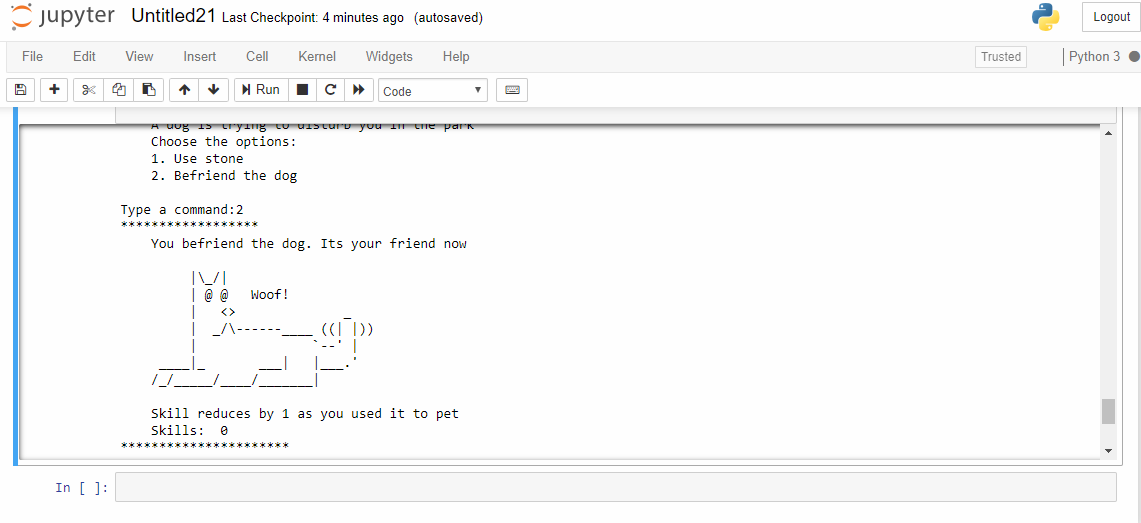 jupyter Untitled21 Last Checkpoint: 4 minutes ago (autosaved)
Logout
File Edit View Insert Cell Kernel Widgets Help
Trusted Python 3
Run Code
A dog is trying to disturb you in the park
Choose the options:
1. Use stone
2. Befriend the dog
Type a command:2
******************
You befriend the dog. Its your friend now
|\_/|
| @ @   Woof!
|   <>              _
|  _/\------____ ((| |))
|               `--' |
____|_       ___|   |___.'
/_/_____/____/_______|
Skill reduces by 1 as you used it to pet
Skills:  0
**********************
In [ ]: